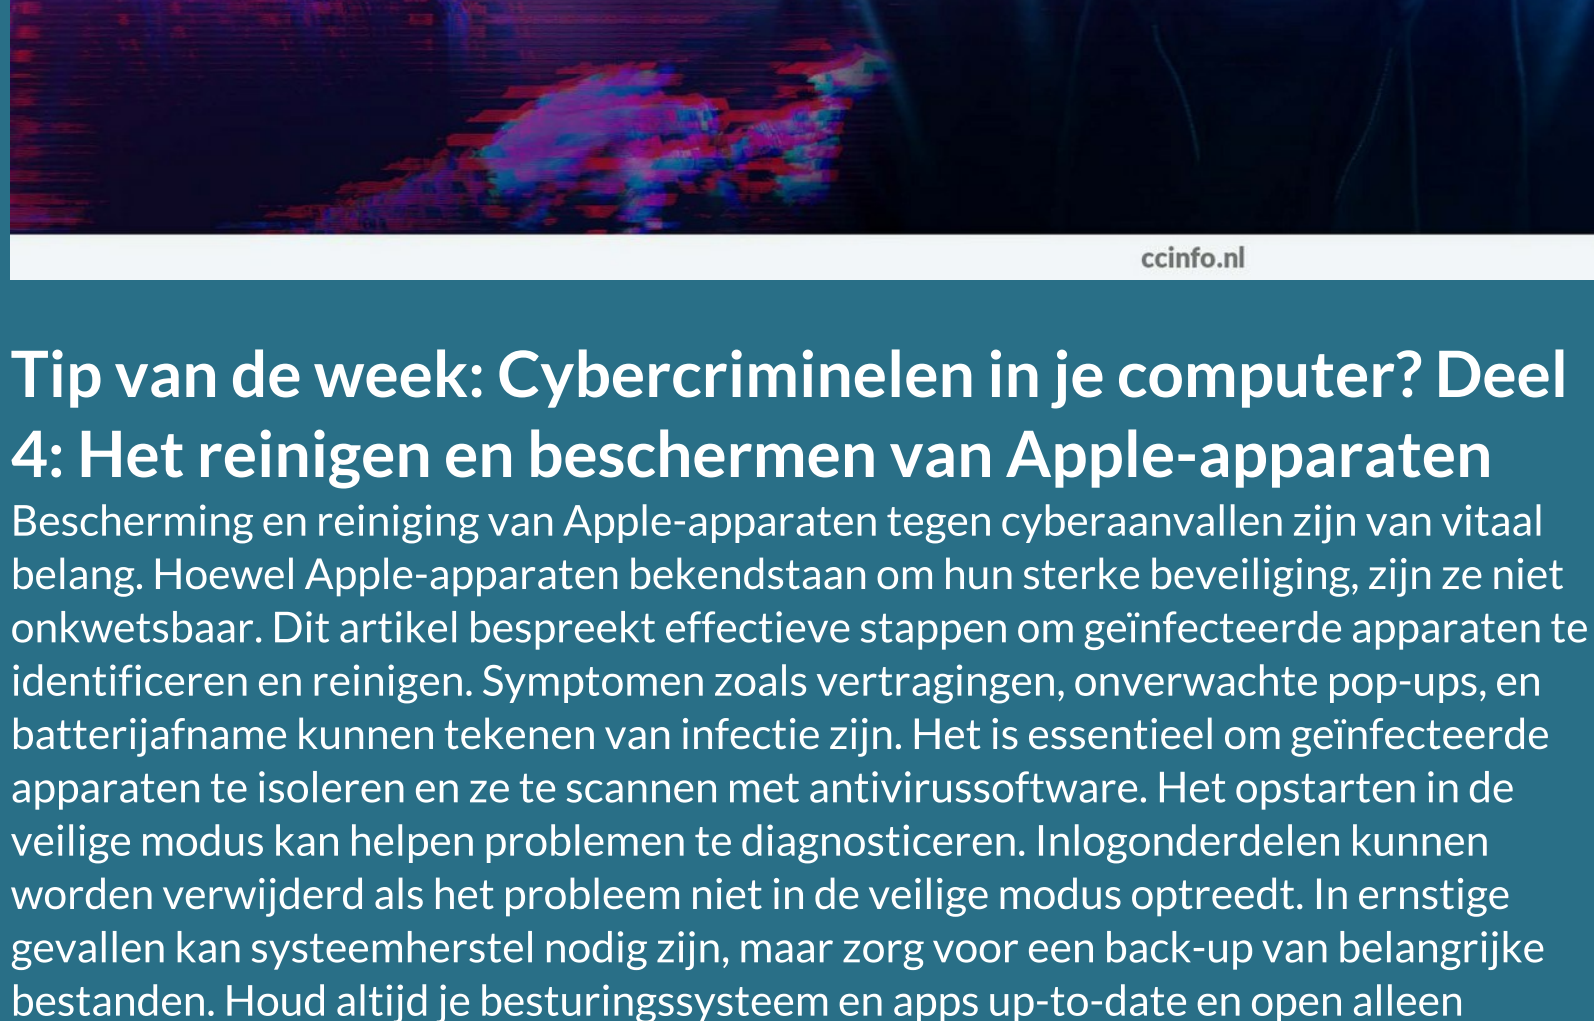 ccinfo.nl
Tip van de week: Cybercriminelen in je computer? Deel
4: Het reinigen en beschermen van Apple-apparaten
Bescherming en reiniging van Apple-apparaten tegen cyberaanvallen zijn van vitaal
belang. Hoewel Apple-apparaten bekendstaan om hun sterke beveiliging, zijn ze niet
onkwetsbaar. Dit artikel bespreekt effectieve stappen om geïnfecteerde apparaten te
identificeren en reinigen. Symptomen zoals vertragingen, onverwachte pop-ups, en
batterijafname kunnen tekenen van infectie zijn. Het is essentieel om geïnfecteerde
apparaten te isoleren en ze te scannen met antivirussoftware. Het opstarten in de
veilige modus kan helpen problemen te diagnosticeren. Inlogonderdelen kunnen
worden verwijderd als het probleem niet in de veilige modus optreedt. In ernstige
gevallen kan systeemherstel nodig zijn, maar zorg voor een back-up van belangrijke
bestanden. Houd altijd je besturingssysteem en apps up-to-date en open alleen